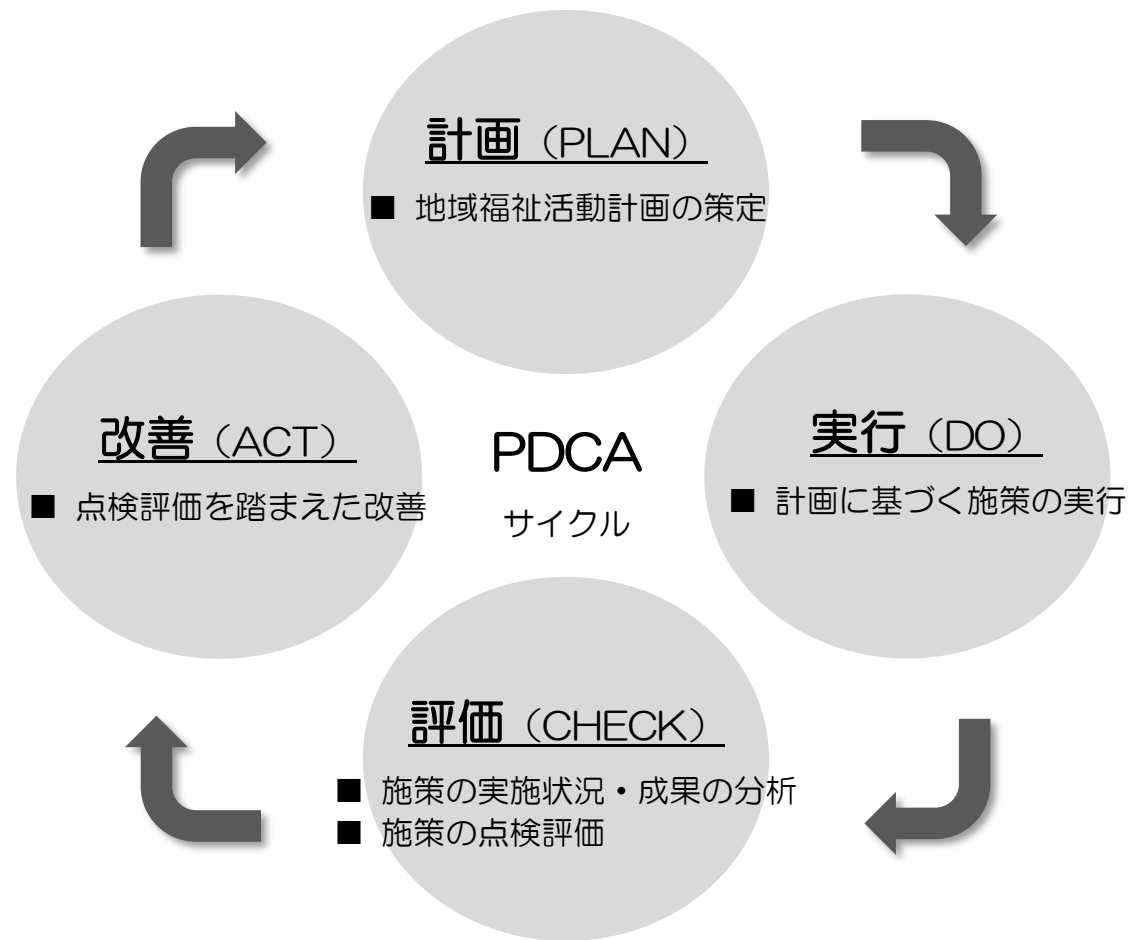 計画（PLAN）
■ 地域福祉活動計画の策定
改善（ACT）
■ 点検評価を踏まえた改善
PDCA
サイクル
実行（DO）
■ 計画に基づく施策の実行
評価（CHECK）
■ 施策の実施状況・成果の分析
■ 施策の点検評価